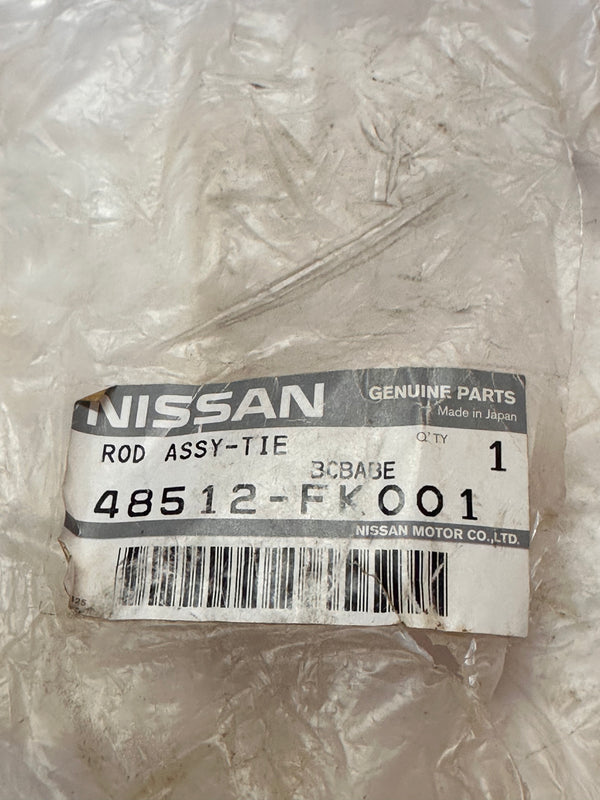 NISSAN
GENUINE PARTS
Made in Japan
ROD ASSY-TIE
Q'TY
1
BCBABE
48512-FK001
NISSAN MOTOR CO.,LTD.